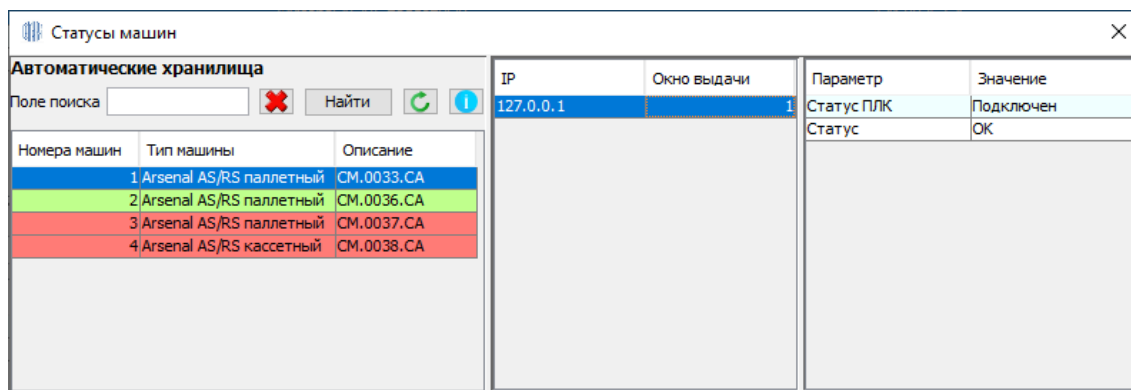 Статусы машин
Автоматические хранилища
Поле поиска
Найти
Номера машин Тип машины Описание
1 Arsenal AS/RS паллетный CM.0033.CA
2 Arsenal AS/RS паллетный CM.0036.CA
3 Arsenal AS/RS паллетный CM.0037.CA
4 Arsenal AS/RS кассетный CM.0038.CA
IP Окно выдачи
127.0.0.1 1
Параметр Значение
Статус ПЛК Подключен
Статус OK